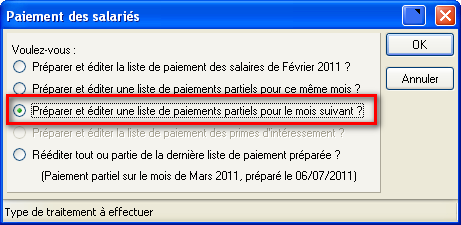 Paiement des salariés
Voulez-vous :
OK
Préparer et éditer la liste de paiement des salaires de Février 2011 ?
Annuler
Préparer et éditer une liste de paiements partiels pour ce même mois ?
Préparer et éditer une liste de paiements partiels pour le mois suivant ?
Préparer et éditer la liste de paiement des primes d'intéressement ?
Rééditer tout ou partie de la dernière liste de paiement préparée ?
(Paiement partiel sur le mois de Mars 2011, préparé le 06/07/2011)
Type de traitement à effectuer